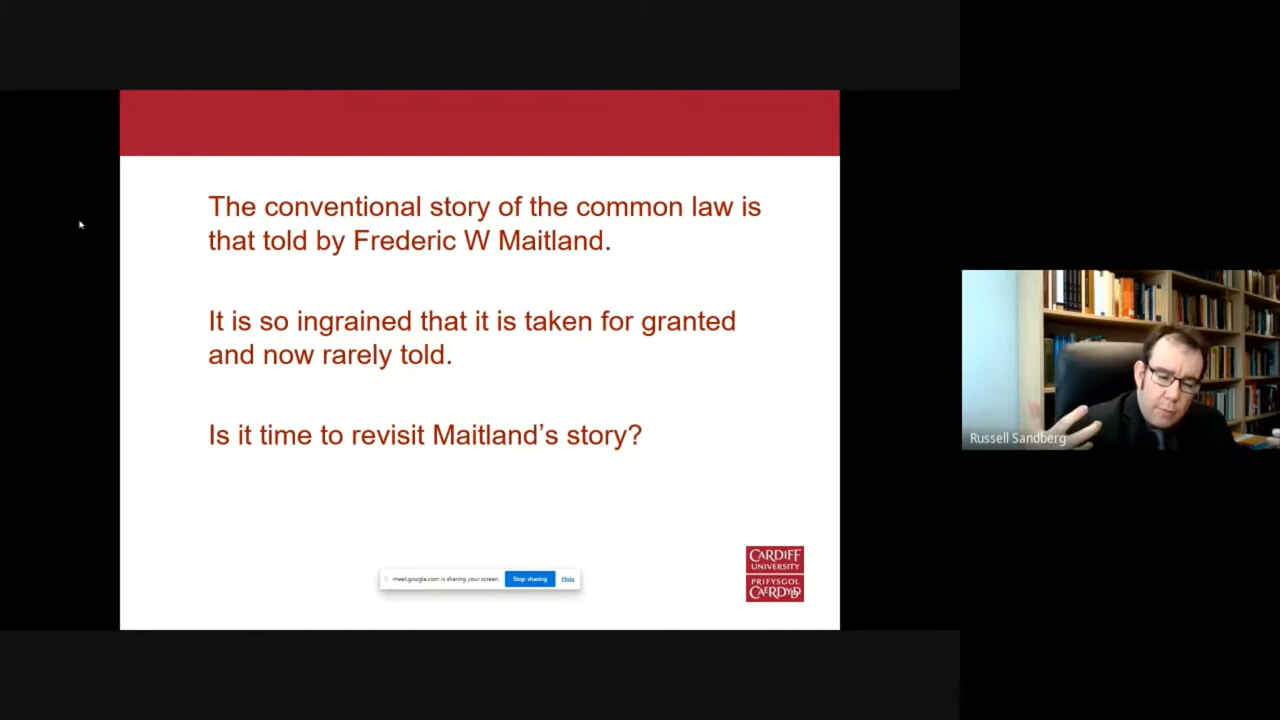 The conventional story of the common law is
that told by Frederic W Maitland.
It is so ingrained that it is taken for granted
and now rarely told.
Is it time to revisit Maitland's story?
meet.google.com is sharing your screen.
Stop sharing
Hide
CARDIFF
UNIVERSITY
PRIFYSGOL
CAERDYDD
Russell Sandberg